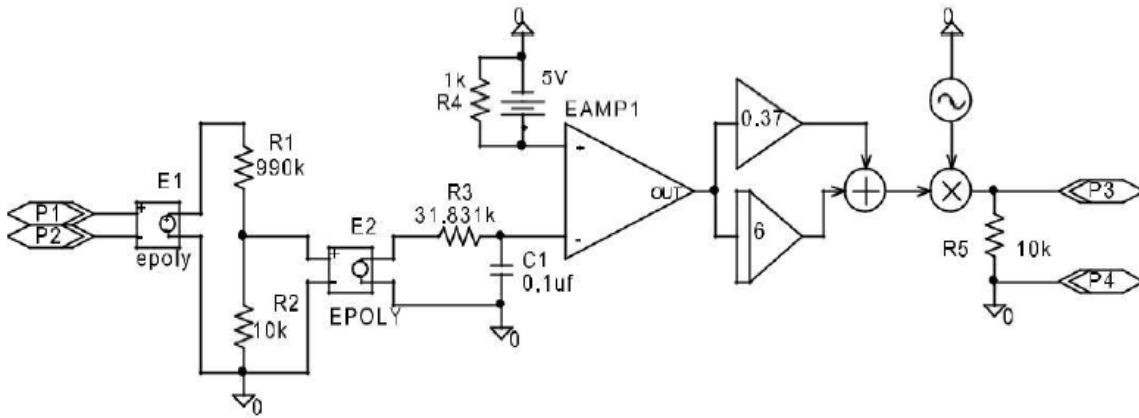 0
0
1k
R4
5V
EAMP1
0.37
R1
990k
E1
R3
31.831k
OUT
P1
P2
P3
+
-
epoly
E2
6
R5
10k
C1
0,1uf
P4
R2
10k
EPOLY
0
0
0